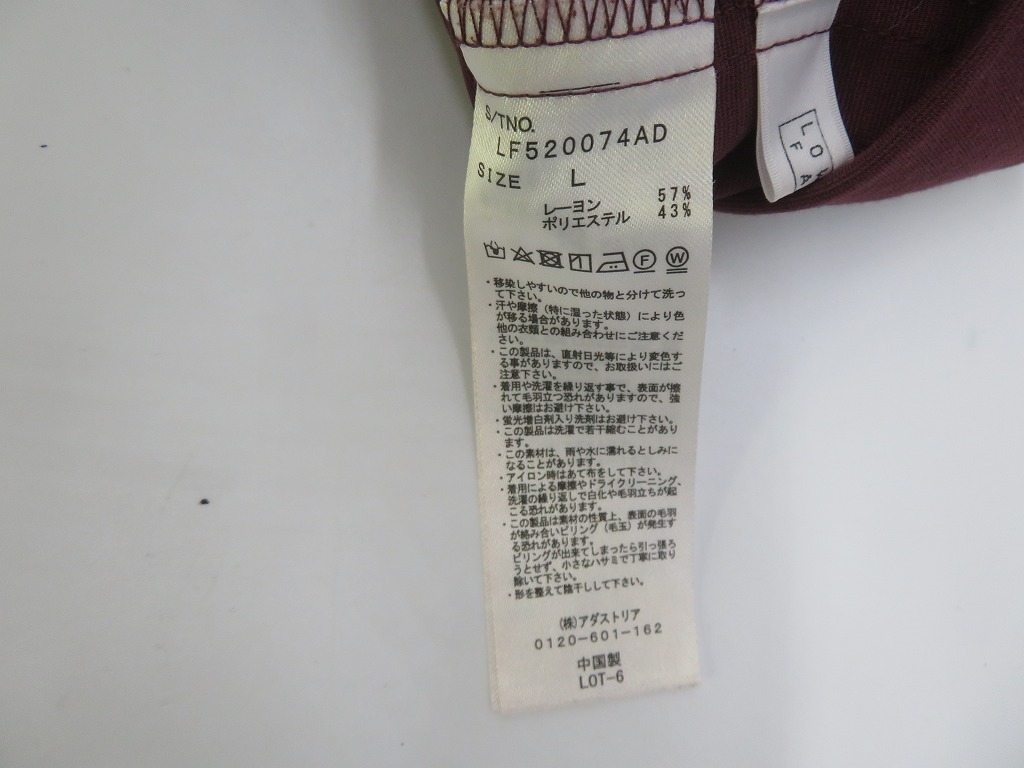 S/TNO.
LF520074AD
SIZE L
レーヨン 57%
ポリエステル 43%
F W
・移染しやすいので他の物と分けて洗っ
て下さい。
・汗や摩擦（特に湿った状態）により色
が移る場合があります。
他の衣類との組み合わせにご注意くだ
さい。
・この製品は、直射日光等により変色す
る事がありますので、お取扱いにはご
注意下さい。
・着用や洗濯を繰り返す事で、表面が擦
れて毛羽立つ恐れがありますので、強
い摩擦はお避け下さい。
・蛍光増白剤入り洗剤はお避け下さい。
・この製品は洗濯で若干縮むことがあり
ます。
・この素材は、雨や水に濡れるとしみに
なることがあります。
・アイロン時はあて布をして下さい。
・着用による摩擦やドライクリーニング、
洗濯の繰り返しで白化や毛羽立ちが起
こる恐れがあります。
・この製品は素材の性質上、表面の毛羽
が絡み合いピリング（毛玉）が発生す
る恐れがあります。
ピリングが出来てしまったら引っ張ろ
うとせず、小さなハサミで丁寧に取り
除いて下さい。
・形を整えて陰干しして下さい。
(株)アダストリア
0120-601-162
中国製
LOT-6